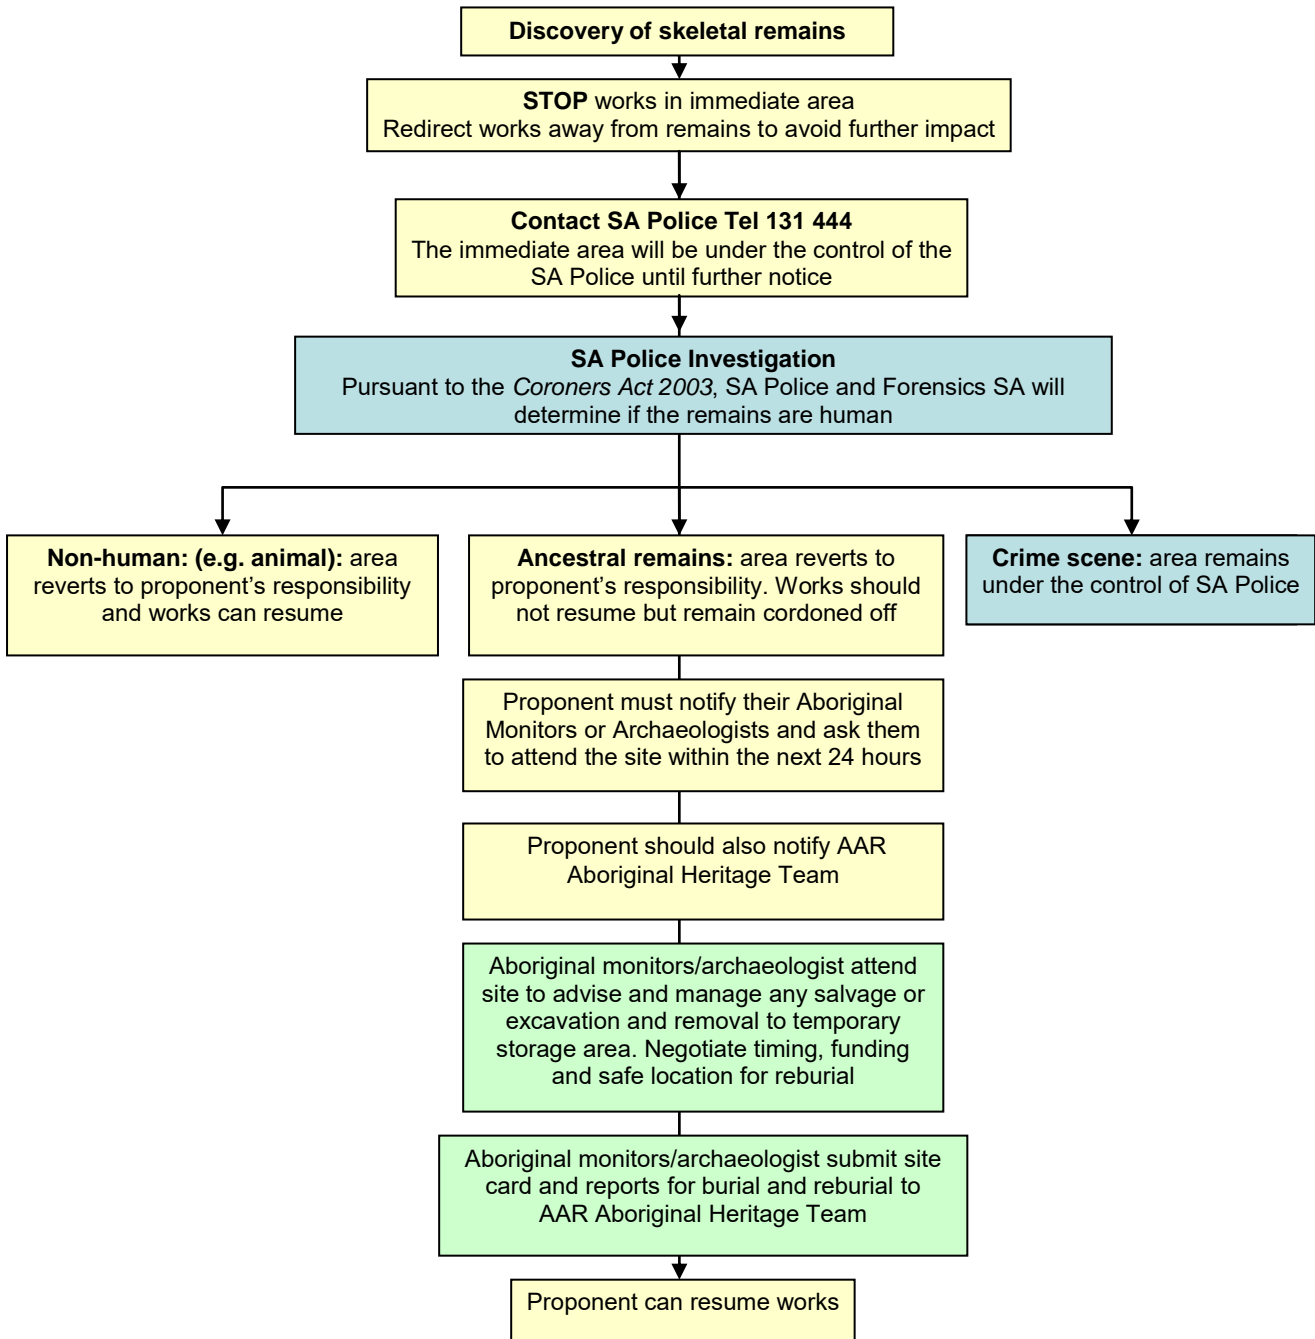 Discovery of skeletal remains
STOP works in immediate area
Redirect works away from remains to avoid further impact
Contact SA Police Tel 131 444
The immediate area will be under the control of the
SA Police until further notice
SA Police Investigation
Pursuant to the Coroners Act 2003, SA Police and Forensics SA will
determine if the remains are human
Non-human: (e.g. animal): area
reverts to proponent’s responsibility
and works can resume
Ancestral remains: area reverts to
proponent’s responsibility. Works should
not resume but remain cordoned off
Crime scene: area remains
under the control of SA Police
Proponent must notify their Aboriginal
Monitors or Archaeologists and ask them
to attend the site within the next 24 hours
Proponent should also notify AAR
Aboriginal Heritage Team
Aboriginal monitors/archaeologist attend
site to advise and manage any salvage or
excavation and removal to temporary
storage area. Negotiate timing, funding
and safe location for reburial
Aboriginal monitors/archaeologist submit site
card and reports for burial and reburial to
AAR Aboriginal Heritage Team
Proponent can resume works